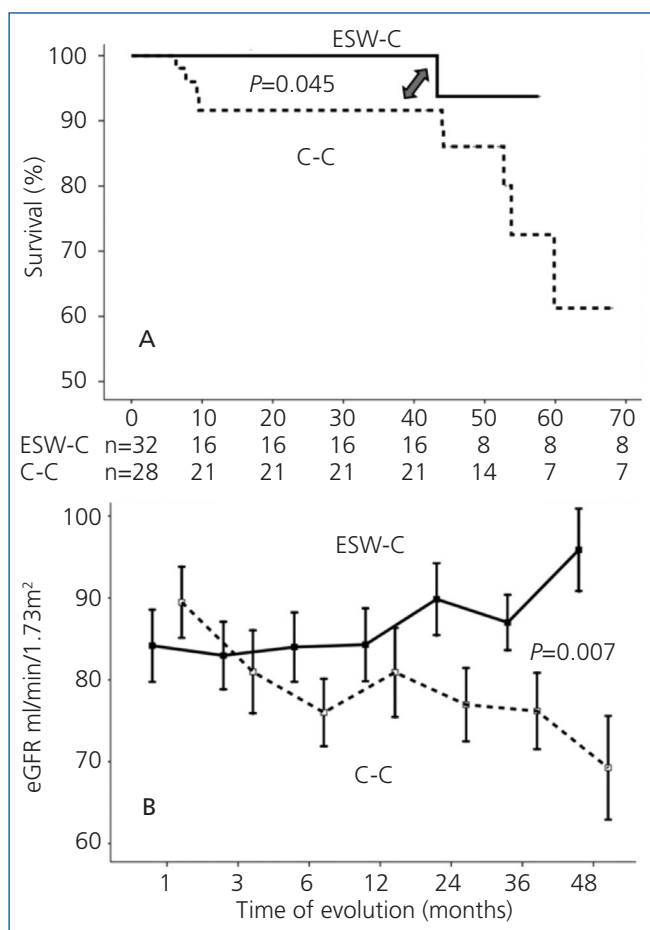 ESW-C
100
P=0.045
90
C-C
80
Survival (%)
70
60
A
50
0 10 20 30 40 50 60 70
ESW-C n=32 16 16 16 16 8 8 8
C-C n=28 21 21 21 21 14 7 7
100
ESW-C
90
P=0.007
80
eGFR ml/min/1.73m²
C-C
70
B
60
1 3 6 12 24 36 48
Time of evolution (months)